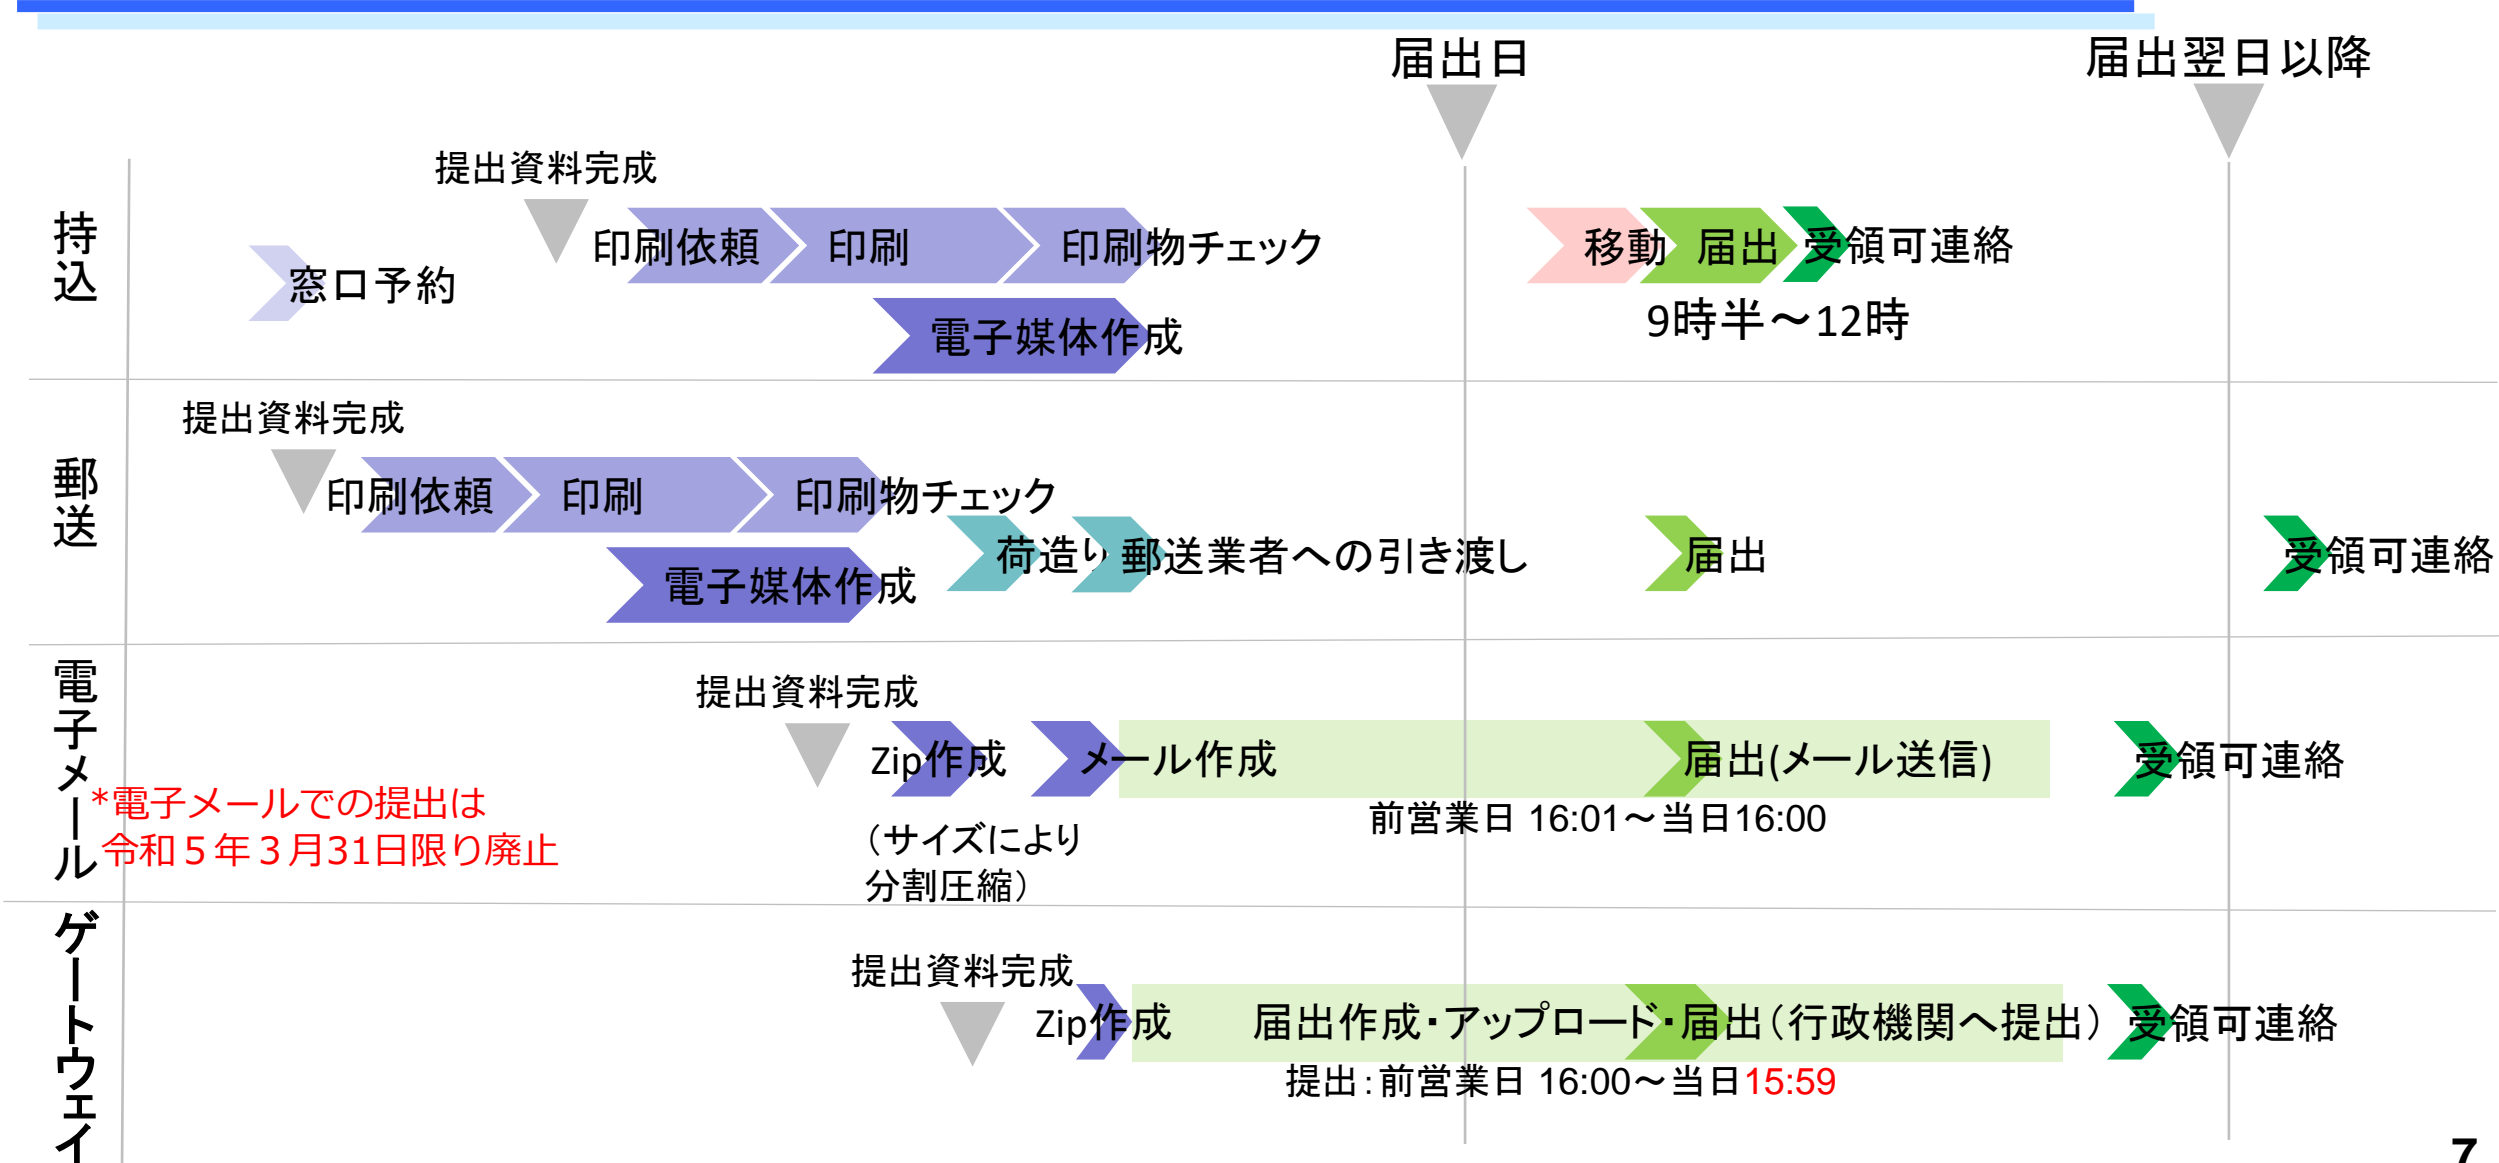 届出日
届出翌日以降
持込
提出資料完成
窓口予約
印刷依頼
印刷
印刷物チェック
電子媒体作成
移動
届出
受領可連絡
9時半～12時
郵送
提出資料完成
印刷依頼
印刷
印刷物チェック
電子媒体作成
荷造り
郵送業者への引き渡し
届出
受領可連絡
電子メール
*電子メールでの提出は
令和５年３月31日限り廃止
提出資料完成
Zip作成
（サイズにより
分割圧縮）
メール作成
届出(メール送信)
前営業日 16:01～当日16:00
受領可連絡
ゲートウェイ
提出資料完成
Zip作成
届出作成・アップロード・届出（行政機関へ提出）
提出：前営業日 16:00～当日15:59
受領可連絡
7